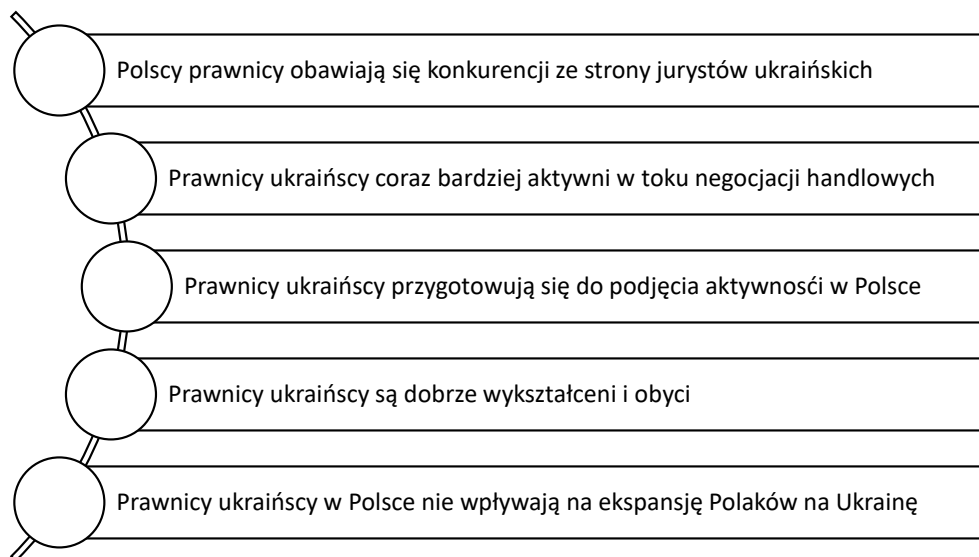 Polscy prawnicy obawiają się konkurencji ze strony jurystów ukraińskich
Prawnicy ukraińscy coraz bardziej aktywni w toku negocjacji handlowych
Prawnicy ukraińscy przygotowują się do podjęcia aktywnosći w Polsce
Prawnicy ukraińscy są dobrze wykształceni i obyci
Prawnicy ukraińscy w Polsce nie wpływają na ekspansję Polaków na Ukrainę